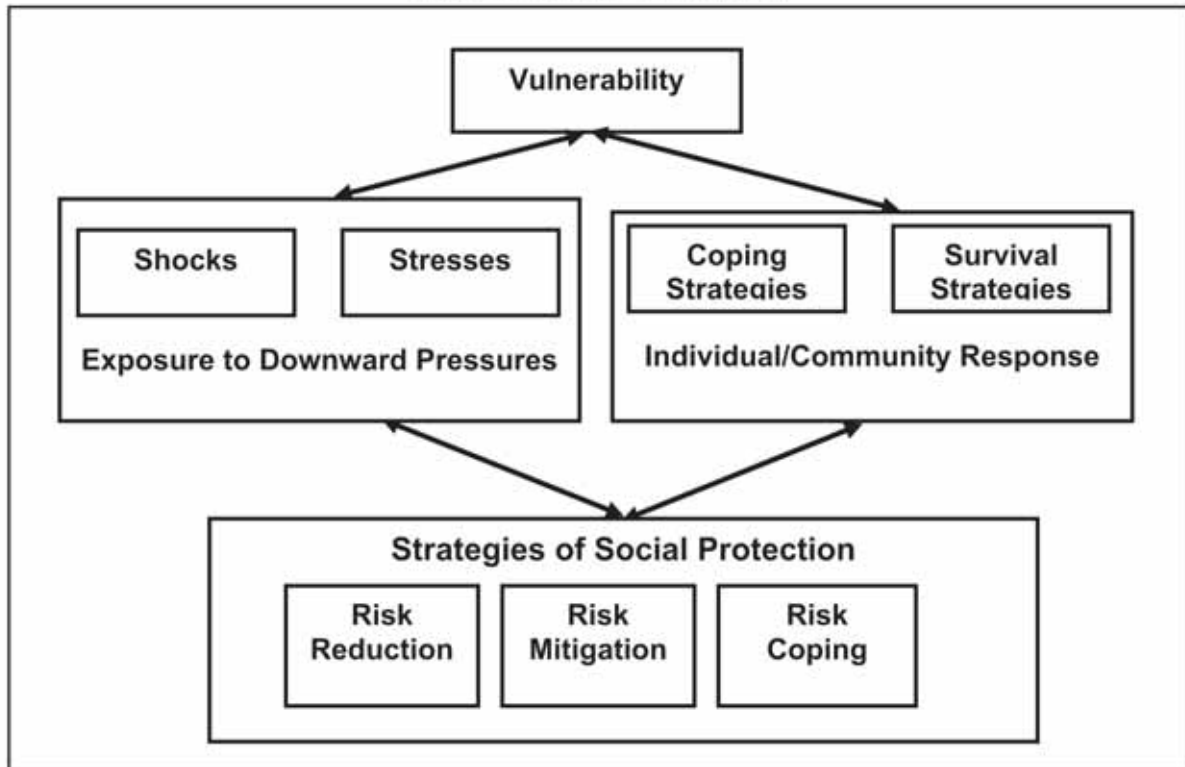 Vulnerability
Shocks
Stresses
Exposure to Downward Pressures
Coping
Strategies
Survival
Strategies
Individual/Community Response
Strategies of Social Protection
Risk
Reduction
Risk
Mitigation
Risk
Coping